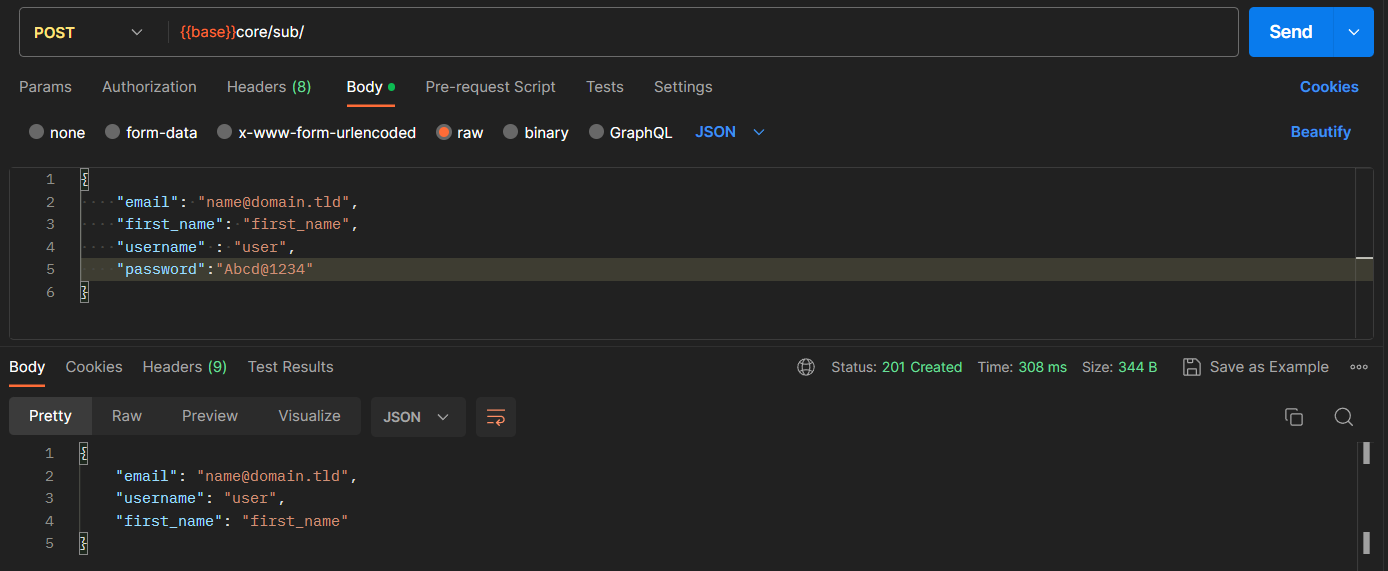 POST {{base}}core/sub/ Send
Params Authorization Headers (8) Body Pre-request Script Tests Settings Cookies
none form-data x-www-form-urlencoded raw binary GraphQL JSON Beautify
1 {
2 "email": "name@domain.tld",
3 "first_name": "first_name",
4 "username" : "user",
5 "password":"Abcd@1234"
6 }
Body Cookies Headers (9) Test Results Status: 201 Created Time: 308 ms Size: 344 B Save as Example
Pretty Raw Preview Visualize JSON
1 {
2 "email": "name@domain.tld",
3 "username": "user",
4 "first_name": "first_name"
5 }